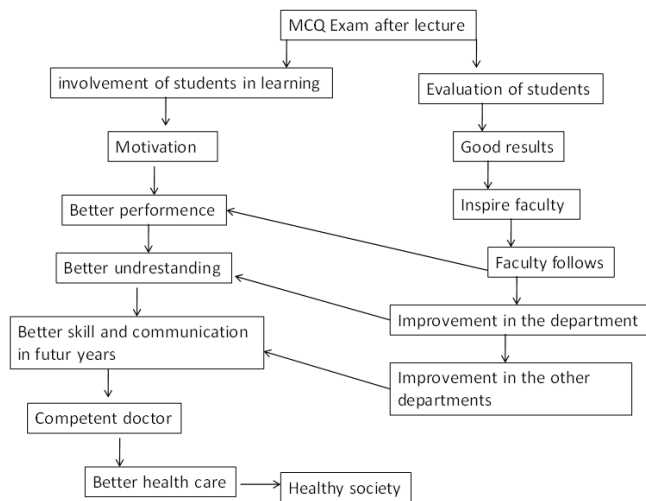 MCQ Exam after lecture
involvement of students in learning
Evaluation of students
Motivation
Good results
Better performence
Inspire faculty
Better undrestanding
Faculty follows
Better skill and communication
in futur years
Improvement in the department
Improvement in the other
departments
Competent doctor
Better health care
Healthy society